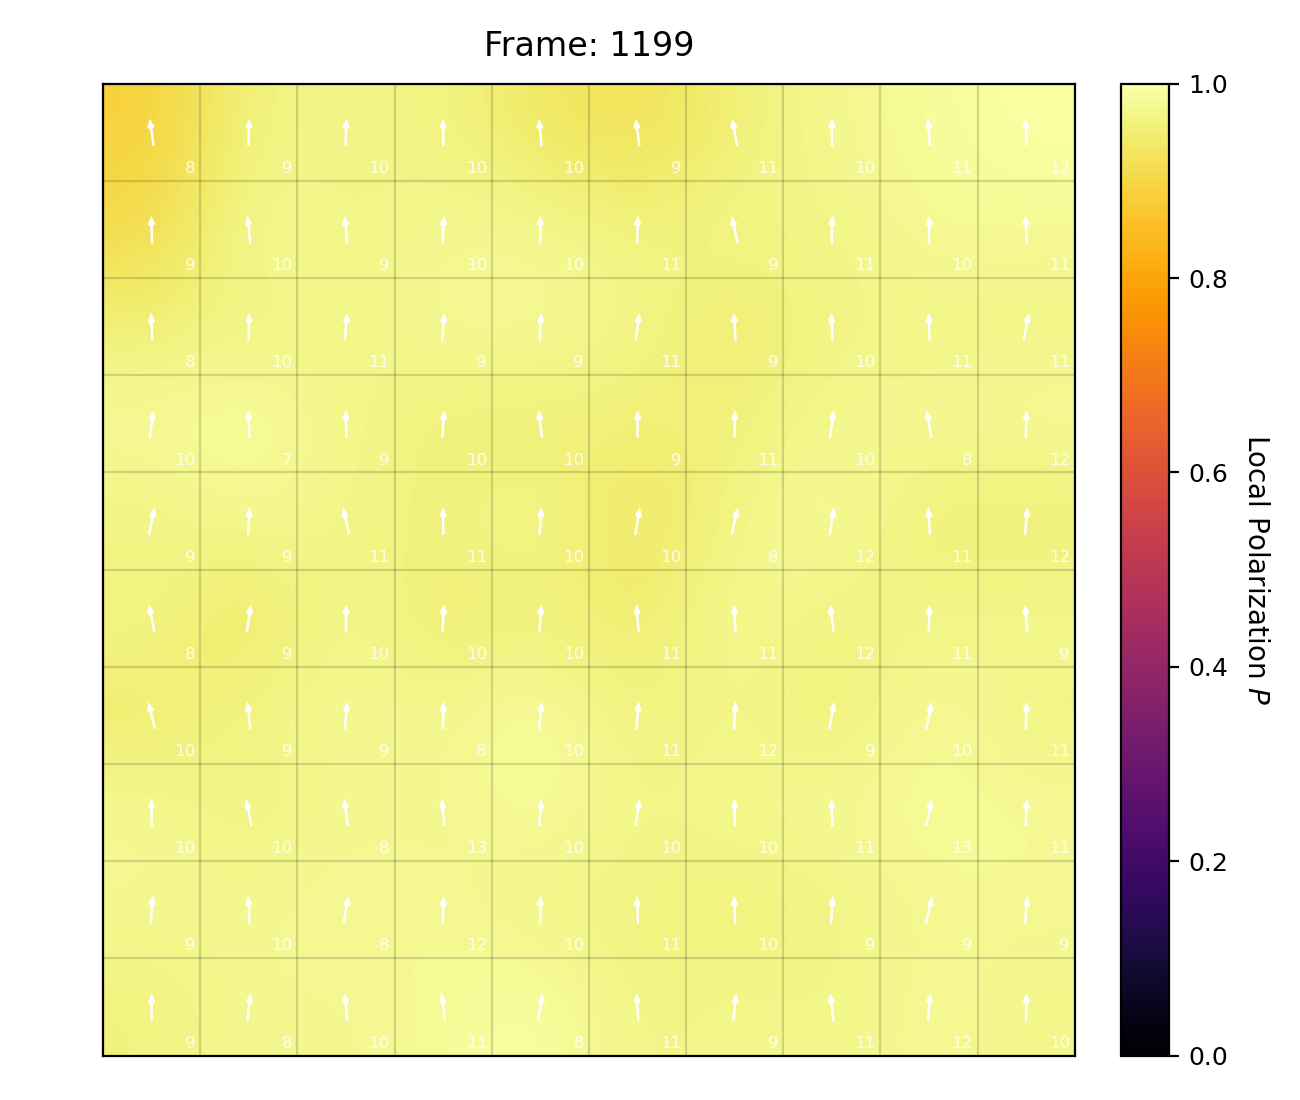 Frame: 1199
8 9 10 10 10 9 11 10 11 12
9 10 9 10 10 11 9 11 10 11
8 10 11 9 9 11 9 10 11 11
10 7 9 10 10 9 11 10 8 12
9 9 11 11 10 10 8 12 11 12
8 9 10 10 10 11 11 12 11 9
10 9 9 8 10 11 12 9 10 11
10 10 8 13 10 10 10 11 13 11
9 10 8 12 10 11 10 9 9 9
9 8 10 11 8 11 9 11 12 10
1.0
0.8
0.6
0.4
0.2
0.0
Local Polarization P